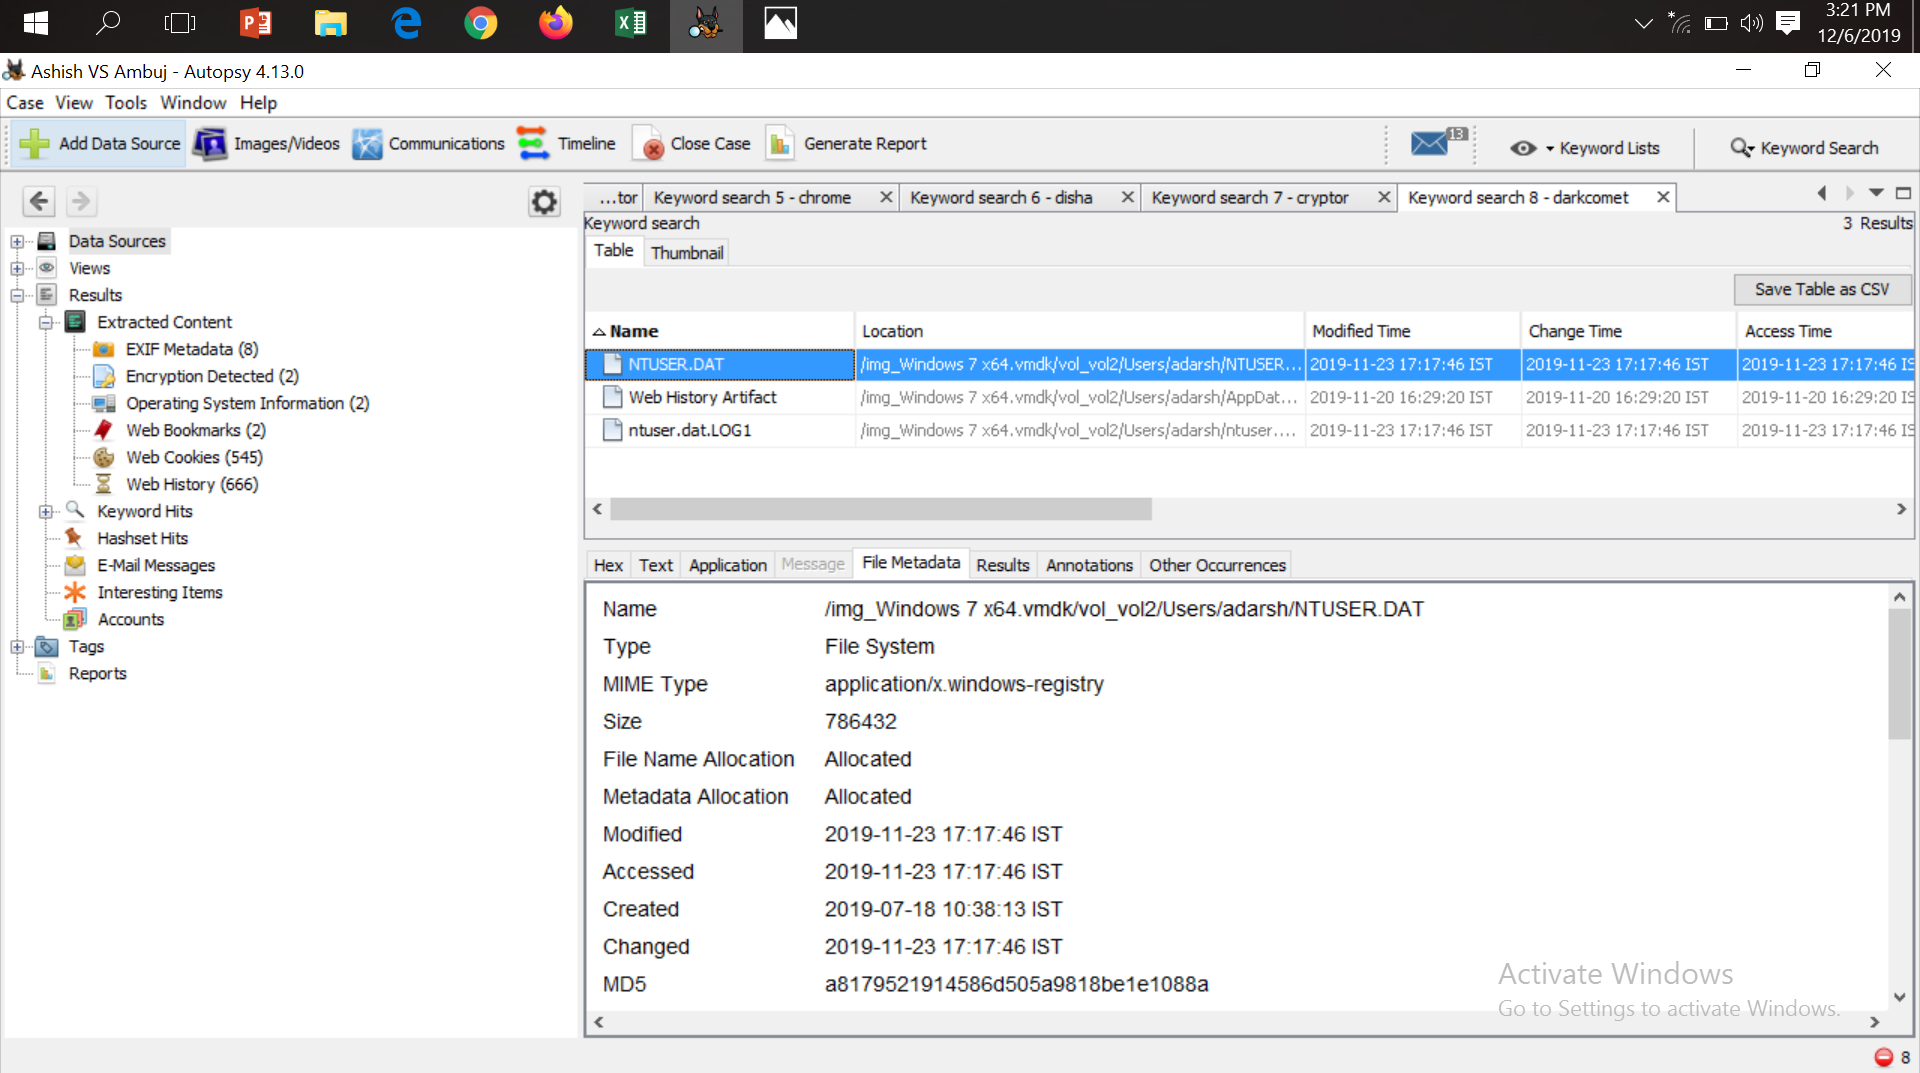 3:21 PM
12/6/2019
Ashish VS Ambuj - Autopsy 4.13.0
Case View Tools Window Help
Add Data Source Images/Videos Communications Timeline Close Case Generate Report 13 Keyword Lists Keyword Search
...tor Keyword search 5 - chrome Keyword search 6 - disha Keyword search 7 - cryptor Keyword search 8 - darkcomet
Keyword search 3 Results
Table Thumbnail
Save Table as CSV
Name Location Modified Time Change Time Access Time
NTUSER.DAT /img_Windows 7 x64.vmdk/vol_vol2/Users/adarsh/NTUSER... 2019-11-23 17:17:46 IST 2019-11-23 17:17:46 IST 2019-11-23 17:17:46 IS
Web History Artifact /img_Windows 7 x64.vmdk/vol_vol2/Users/adarsh/AppDat... 2019-11-20 16:29:20 IST 2019-11-20 16:29:20 IST 2019-11-20 16:29:20 IS
ntuser.dat.LOG1 /img_Windows 7 x64.vmdk/vol_vol2/Users/adarsh/ntuser.... 2019-11-23 17:17:46 IST 2019-11-23 17:17:46 IST 2019-11-23 17:17:46 IS
Data Sources
Views
Results
Extracted Content
EXIF Metadata (8)
Encryption Detected (2)
Operating System Information (2)
Web Bookmarks (2)
Web Cookies (545)
Web History (666)
Keyword Hits
Hashset Hits
E-Mail Messages
Interesting Items
Accounts
Tags
Reports
Hex Text Application Message File Metadata Results Annotations Other Occurrences
Name /img_Windows 7 x64.vmdk/vol_vol2/Users/adarsh/NTUSER.DAT
Type File System
MIME Type application/x.windows-registry
Size 786432
File Name Allocation Allocated
Metadata Allocation Allocated
Modified 2019-11-23 17:17:46 IST
Accessed 2019-11-23 17:17:46 IST
Created 2019-07-18 10:38:13 IST
Changed 2019-11-23 17:17:46 IST
MD5 a8179521914586d505a9818be1e1088a
Activate Windows
Go to Settings to activate Windows.
8